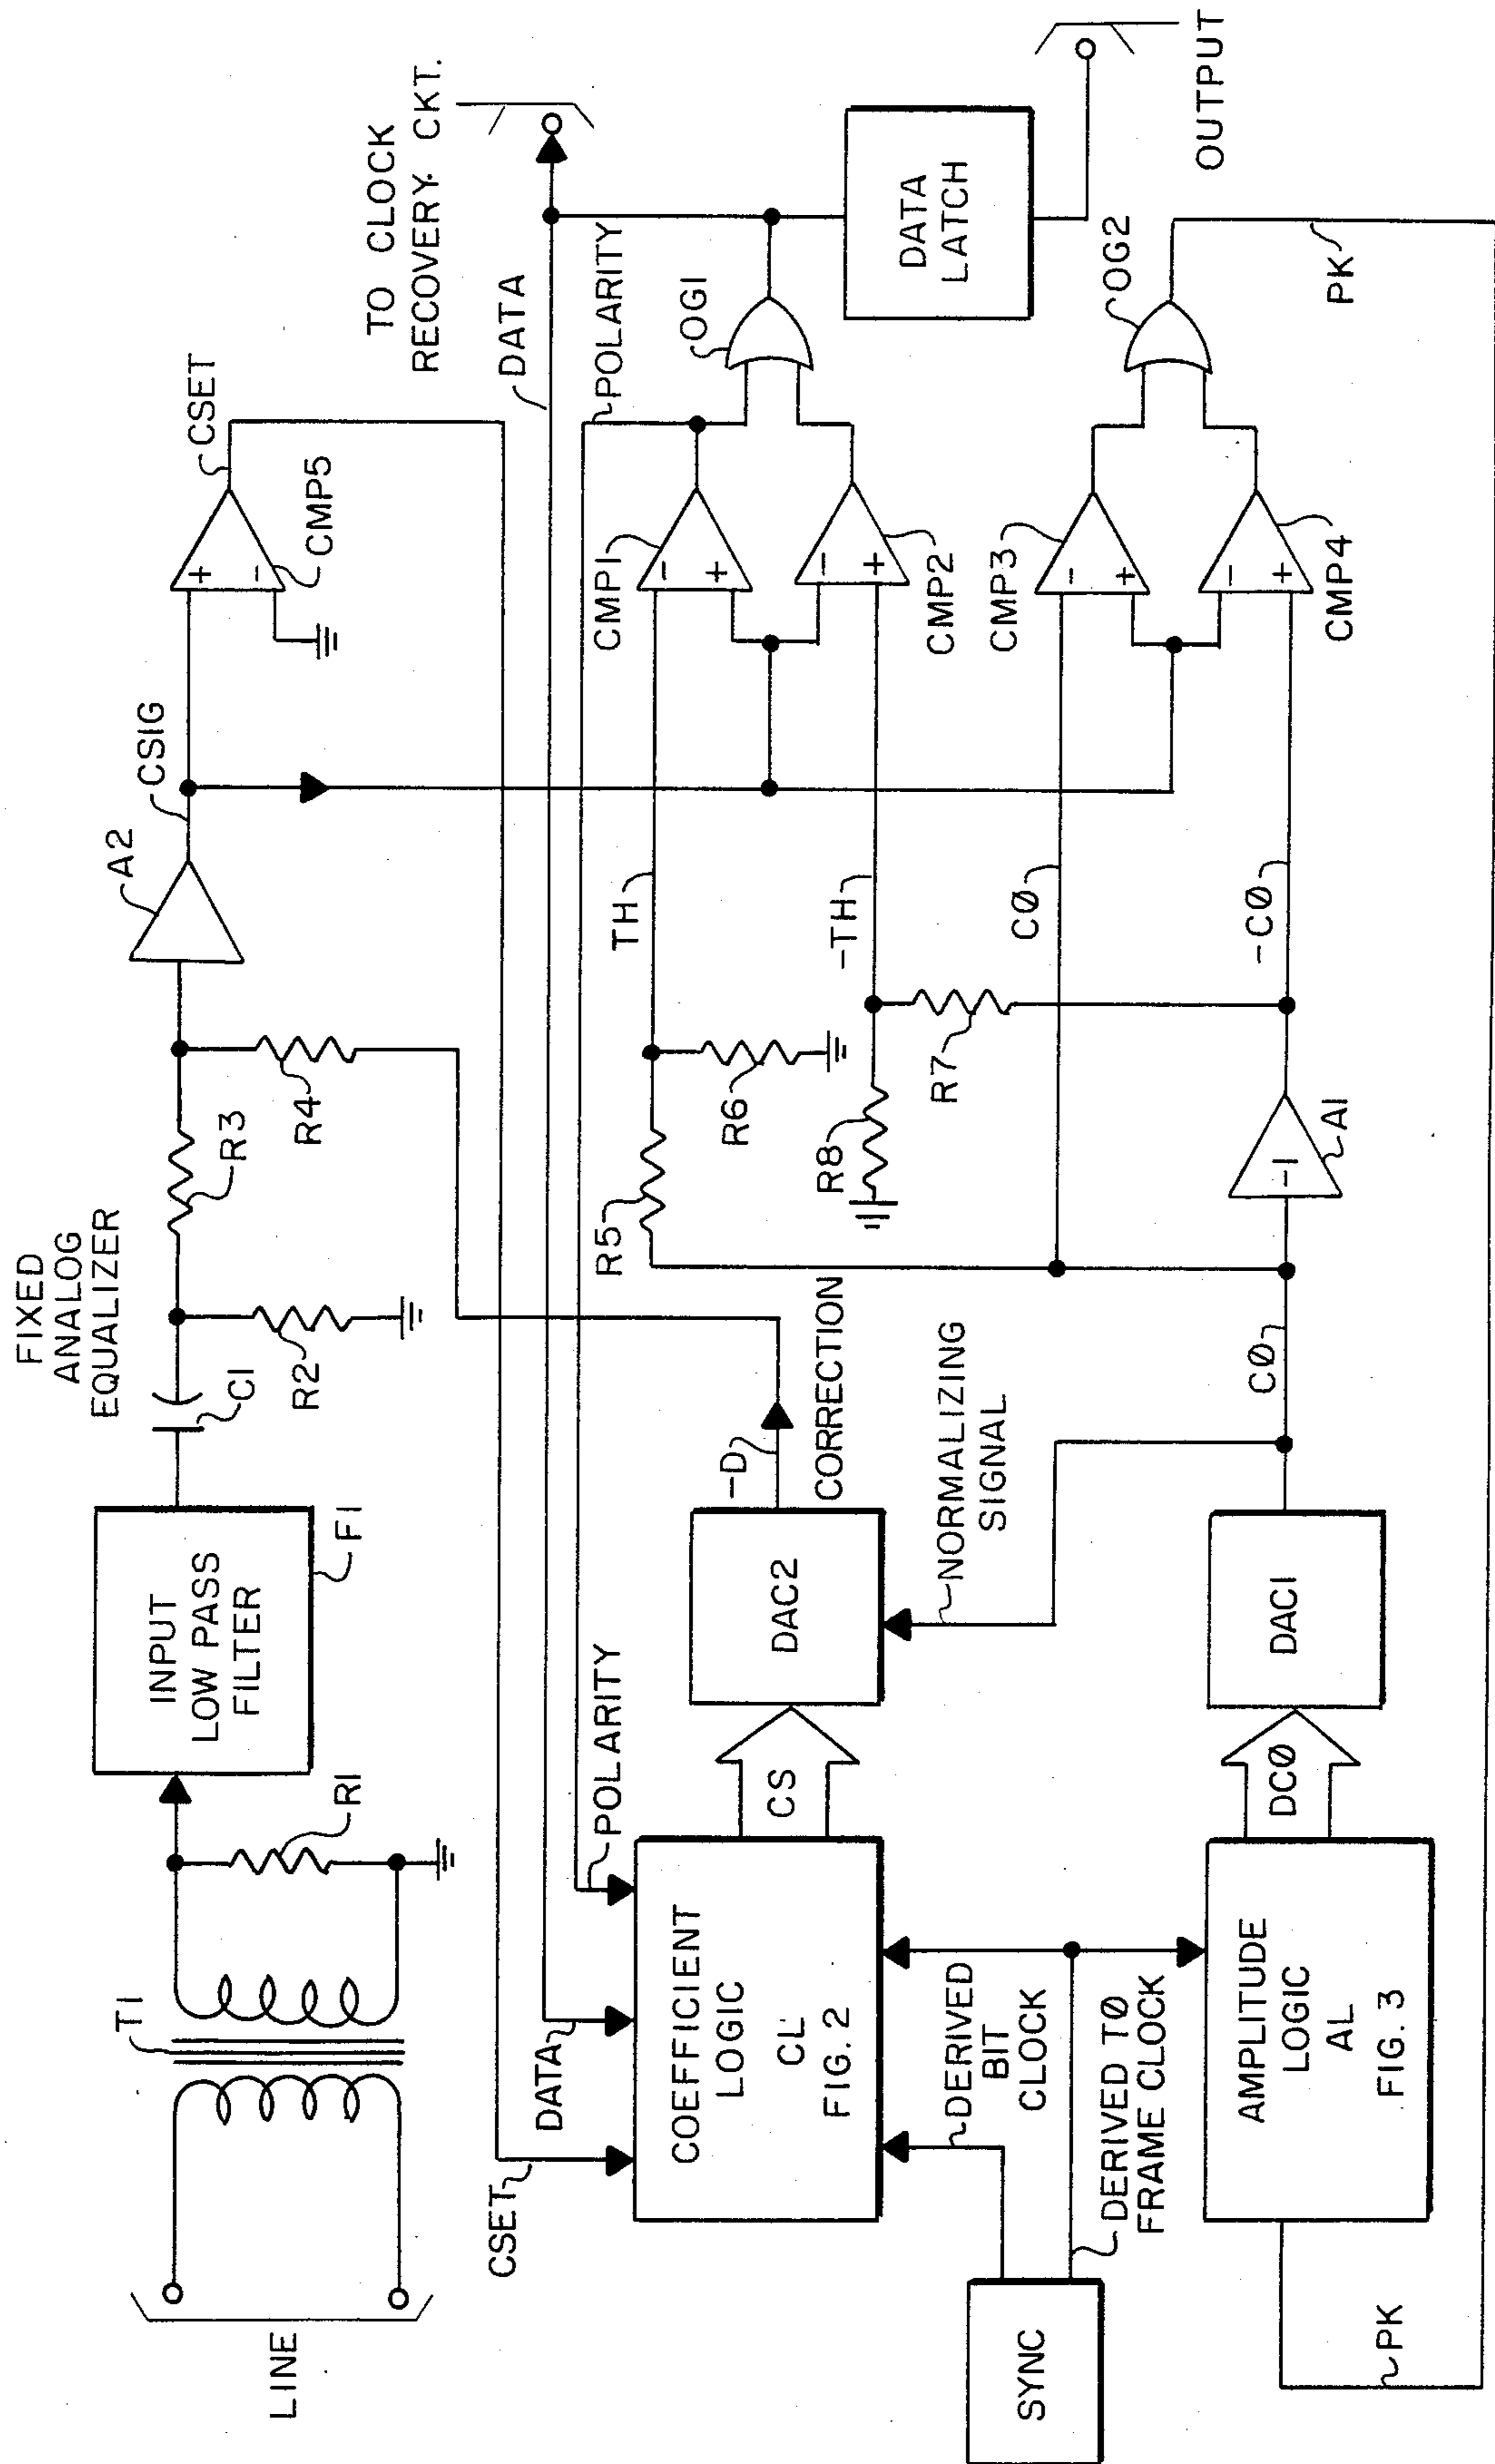 FIXED
ANALOG
EQUALIZER
LINE
T1
R1
INPUT
LOW PASS
FILTER
F1
C1
R2
R3
R4
A2
CSIG
CSET
CMP5
TO CLOCK
RECOVERY CKT.
CSET
DATA
POLARITY
DATA
POLARITY
COEFFICIENT
LOGIC
CL
FIG. 2
CS
DAC2
-D
CORRECTION
NORMALIZING
SIGNAL
R5
R6
TH
R8
R7
-TH
CMP1
-
+
CMP2
-
+
+
-
OG1
DATA
LATCH
OUTPUT
SYNC
DERIVED
BIT
CLOCK
DERIVED TO
FRAME CLOCK
AMPLITUDE
LOGIC
AL
FIG. 3
DCØ
DAC1
CØ
-1
A1
CØ
-CØ
CMP3
-
+
CMP4
-
+
OG2
PK
PK